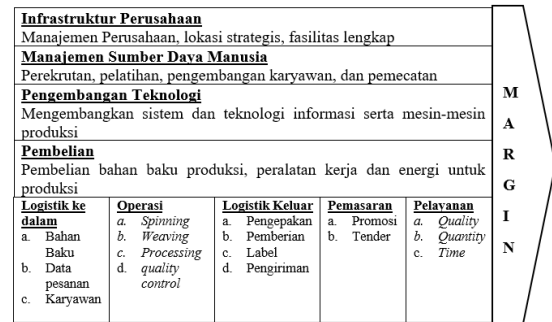 Infrastruktur Perusahaan
Manajemen Perusahaan, lokasi strategis, fasilitas lengkap
Manajemen Sumber Daya Manusia
Perekrutan, pelatihan, pengembangan karyawan, dan pemecatan
Pengembangan Teknologi
Mengembangkan sistem dan teknologi informasi serta mesin-mesin
produksi
Pembelian
Pembelian bahan baku produksi, peralatan kerja dan energi untuk
produksi
Logistik ke
dalam
a. Bahan
Baku
b. Data
pesanan
c. Karyawan
Operasi
a. Spinning
b. Weaving
c. Processing
d. quality
control
Logistik Keluar
a. Pengepakan
b. Pemberian
c. Label
d. Pengiriman
Pemasaran
a. Promosi
b. Tender
Pelayanan
a. Quality
b. Quantity
c. Time
M
A
R
G
I
N